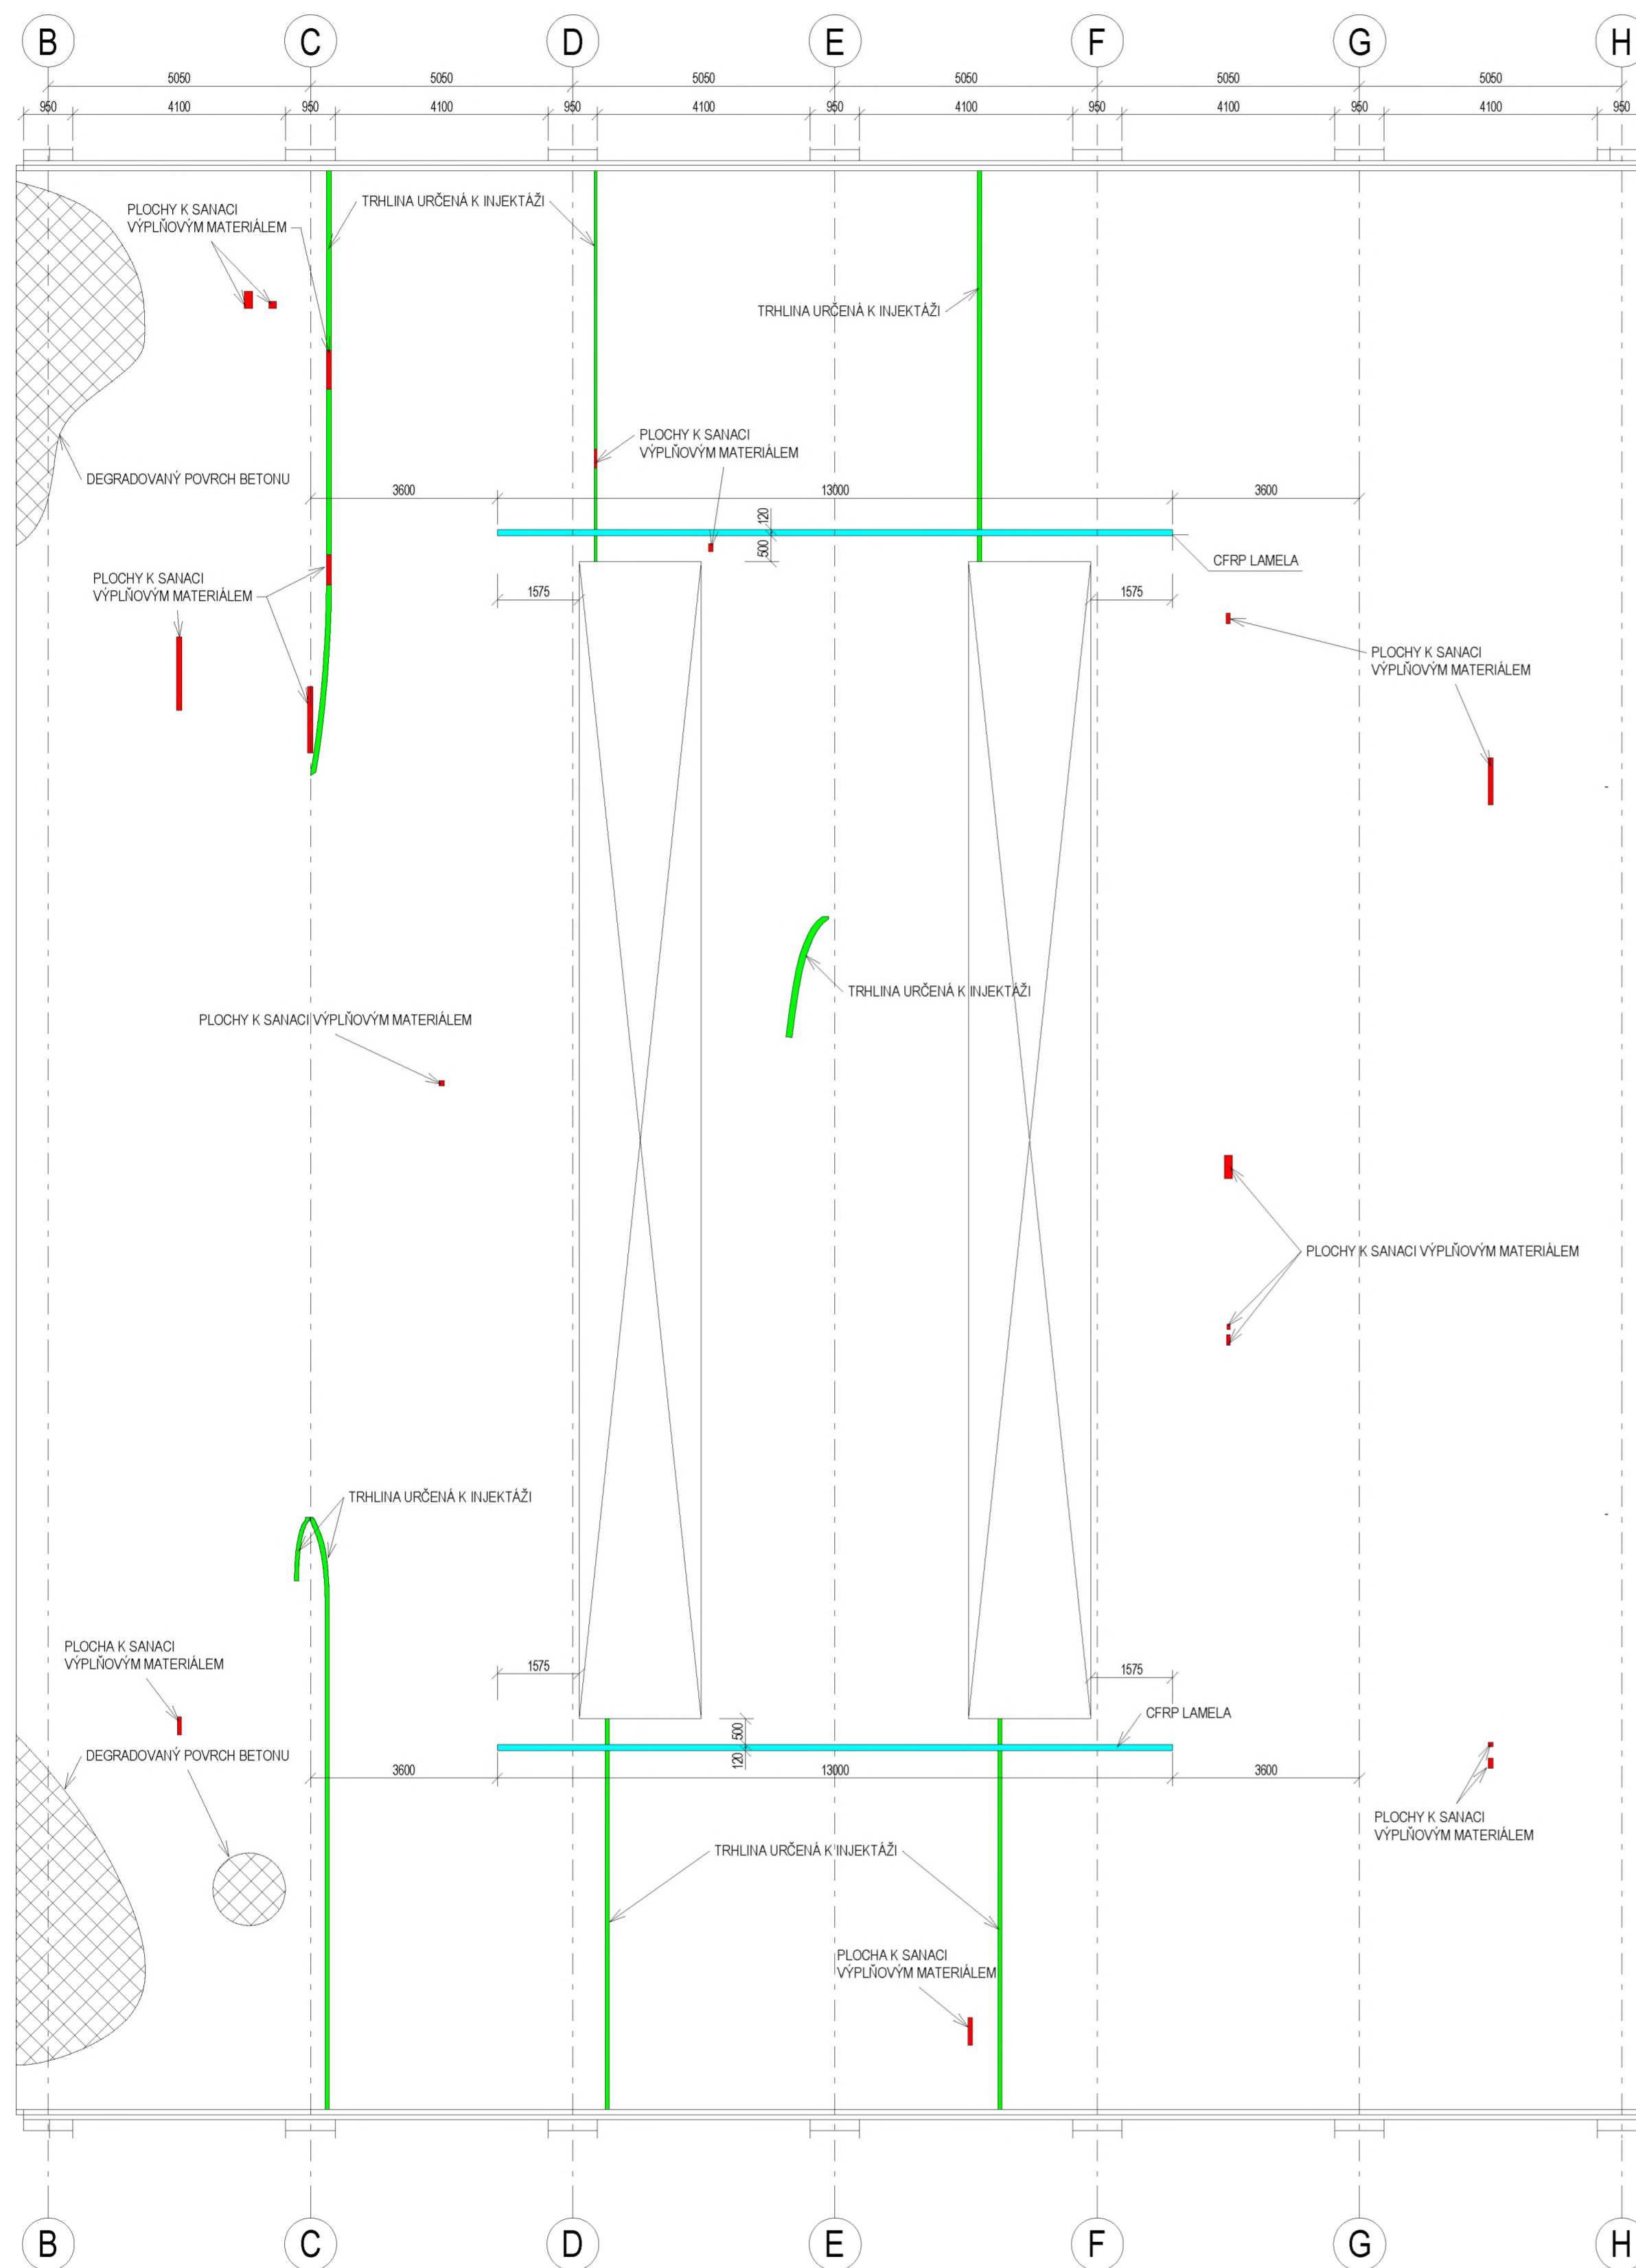 B C D E F G H
5050 5050 5050 5050 5050 5050
950 4100 950 4100 950 4100 950 4100 950 4100 950 4100 950
PLOCHY K SANACI
VÝPLŇOVÝM MATERIÁLEM
TRHLINA URČENÁ K INJEKTÁŽI
TRHLINA URČENÁ K INJEKTÁŽI
PLOCHY K SANACI
VÝPLŇOVÝM MATERIÁLEM
DEGRADOVANÝ POVRCH BETONU
3600 13000 3600
120
500
CFRP LAMELA
PLOCHY K SANACI
VÝPLŇOVÝM MATERIÁLEM
1575 1575
PLOCHY K SANACI
VÝPLŇOVÝM MATERIÁLEM
TRHLINA URČENÁ K INJEKTÁŽI
PLOCHY K SANACI VÝPLŇOVÝM MATERIÁLEM
PLOCHY K SANACI VÝPLŇOVÝM MATERIÁLEM
TRHLINA URČENÁ K INJEKTÁŽI
PLOCHA K SANACI
VÝPLŇOVÝM MATERIÁLEM
1575 1575
CFRP LAMELA
500
120
DEGRADOVANÝ POVRCH BETONU
3600 13000 3600
PLOCHY K SANACI
VÝPLŇOVÝM MATERIÁLEM
TRHLINA URČENÁ K INJEKTÁŽI
PLOCHA K SANACI
VÝPLŇOVÝM MATERIÁLEM
B C D E F G H